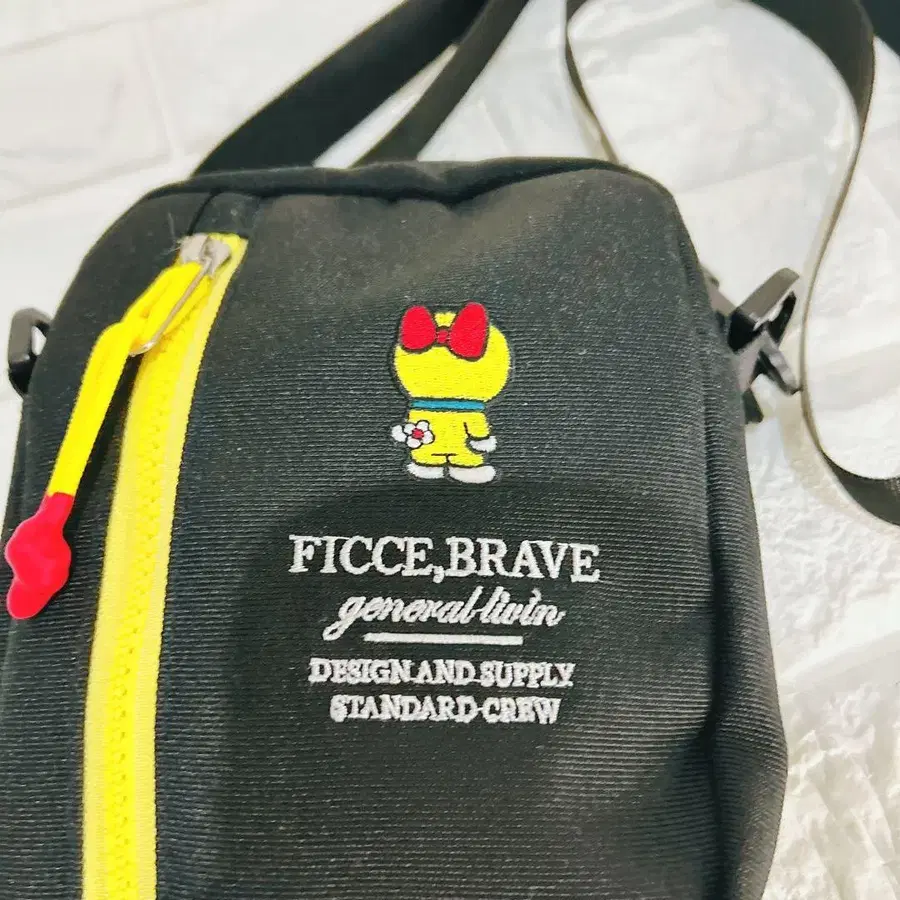 FICCE,BRAVE
general livin
DESIGN AND SUPPLY
STANDARD CREW